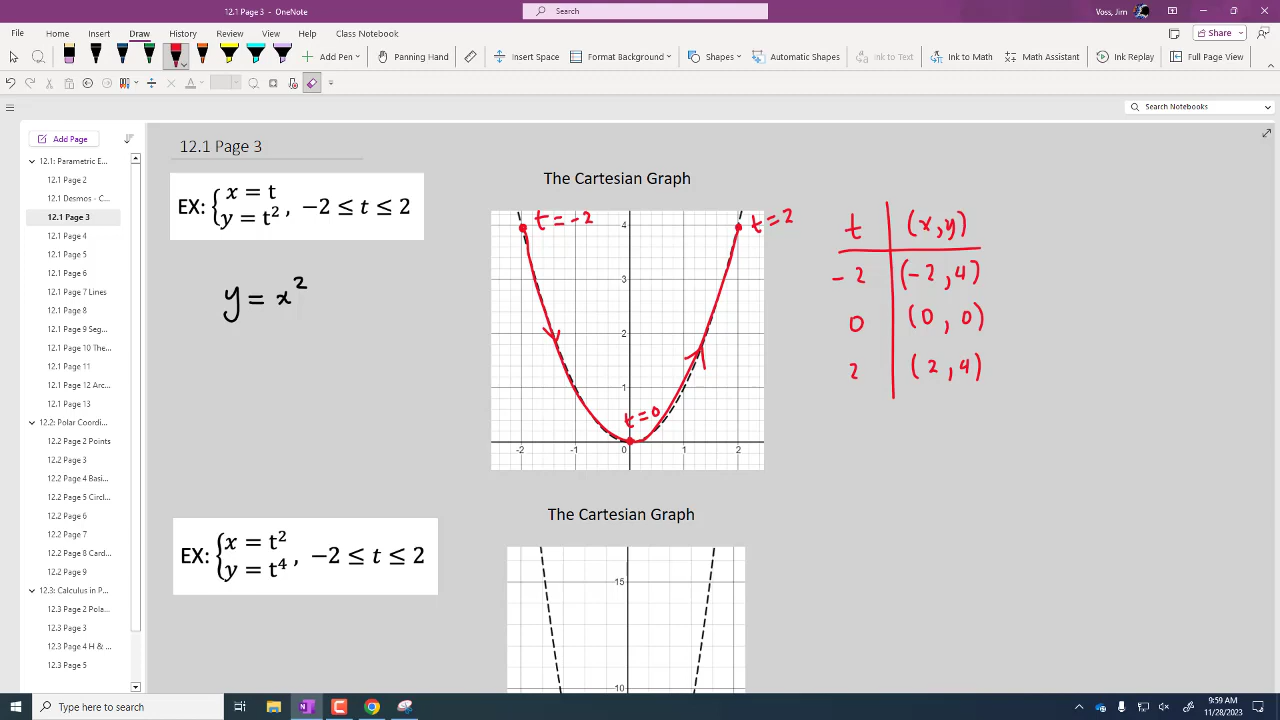 12.1 Page 3 - OneNote
Search
Voss, Jim
File Home Insert Draw History Review View Help Class Notebook
Share
Add Pen
Panning Hand
Insert Space
Format Background
Shapes
Automatic Shapes
Ink to Text
Ink to Math
Math Assistant
Ink Replay
Full Page View
Search Notebooks
Add Page
12.1: Parametric E...
12.1 Page 2
12.1 Desmos - C...
12.1 Page 3
12.1 Page 4
12.1 Page 5
12.1 Page 6
12.1 Page 7 Lines
12.1 Page 8
12.1 Page 9 Seg...
12.1 Page 10 The...
12.1 Page 11
12.1 Page 12 Arc...
12.1 Page 13
12.2: Polar Coordi...
12.2 Page 2 Points
12.2 Page 3
12.2 Page 4 Basi...
12.2 Page 5 Circl...
12.2 Page 6
12.2 Page 7
12.2 Page 8 Card...
12.2 Page 9
12.3: Calculus in P...
12.3 Page 2 Pola...
12.3 Page 3
12.3 Page 4 H & ...
12.3 Page 5
12.1 Page 3
EX: { x = t
y = t² , −2 ≤ t ≤ 2
y = x²
The Cartesian Graph
t = -2
t = 2
t = 0
4
3
2
1
-2 -1 0 1 2
t (x,y)
-2 (-2,4)
0 (0, 0)
2 (2,4)
EX: { x = t²
y = t⁴ , −2 ≤ t ≤ 2
The Cartesian Graph
15
10
Type here to search
9:59 AM
11/28/2023